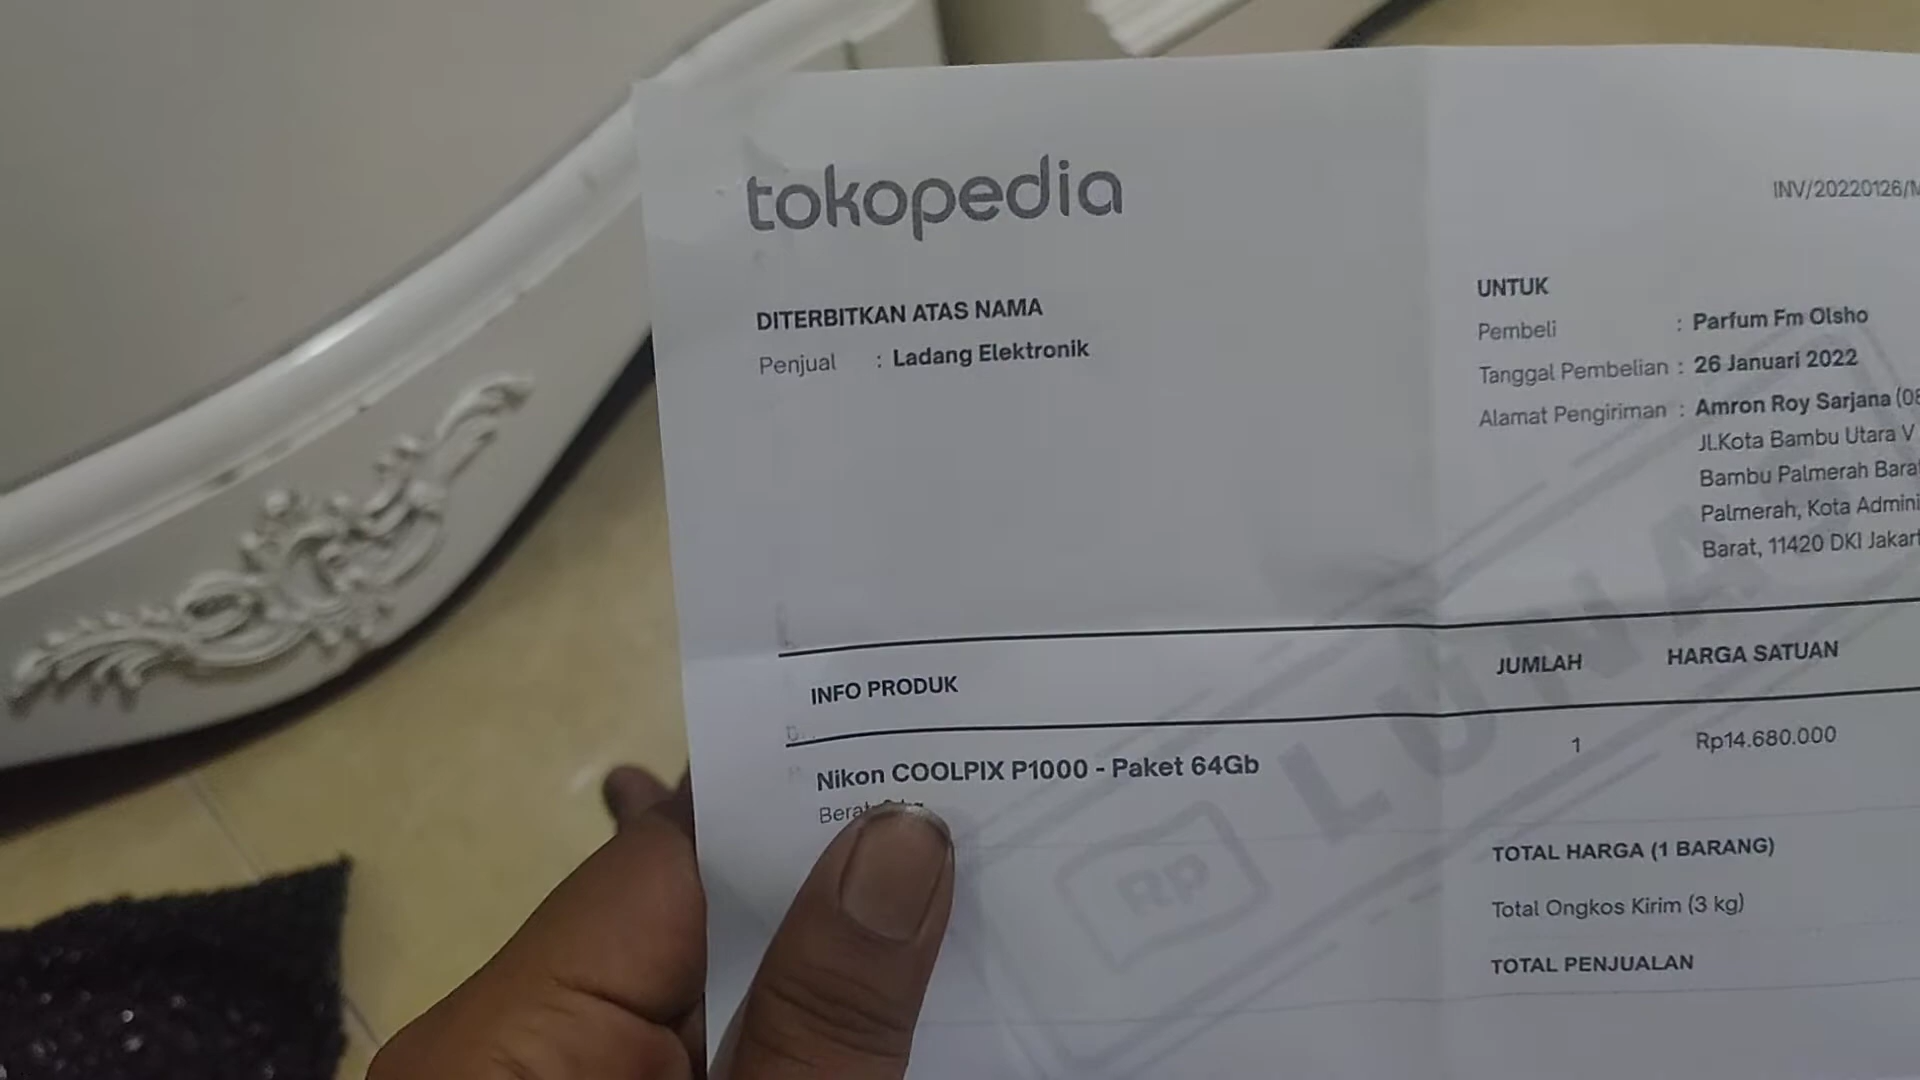 tokopedia
INV/20220126/
DITERBITKAN ATAS NAMA
Penjual : Ladang Elektronik
UNTUK
Pembeli : Parfum Fm Olsho
Tanggal Pembelian : 26 Januari 2022
Alamat Pengiriman : Amron Roy Sarjana (08
Jl.Kota Bambu Utara V
Bambu Palmerah Bara
Palmerah, Kota Admini
Barat, 11420 DKI Jakart
INFO PRODUK JUMLAH HARGA SATUAN
Nikon COOLPIX P1000 - Paket 64Gb 1 Rp14.680.000
Berat
TOTAL HARGA (1 BARANG)
Total Ongkos Kirim (3 kg)
TOTAL PENJUALAN
RP LUNA